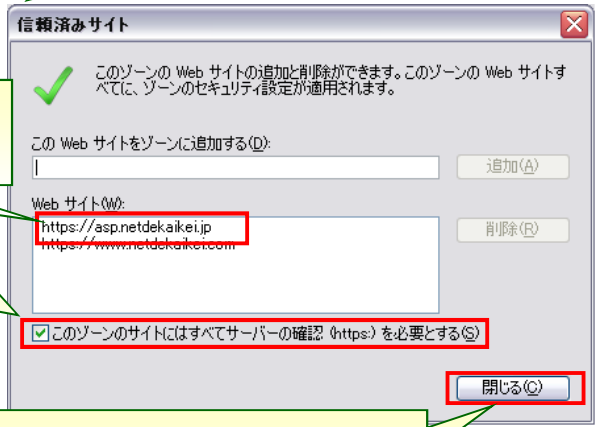 信頼済みサイト
このゾーンの Web サイトの追加と削除ができます。このゾーンの Web サイトす
べてに、ゾーンのセキュリティ設定が適用されます。
この Web サイトをゾーンに追加する(D):
追加(A)
Web サイト(W):
https://asp.netdekaikei.jp
https://www.netdekaikei.com
削除(R)
このゾーンのサイトにはすべてサーバーの確認 (https:) を必要とする(S)
閉じる(C)